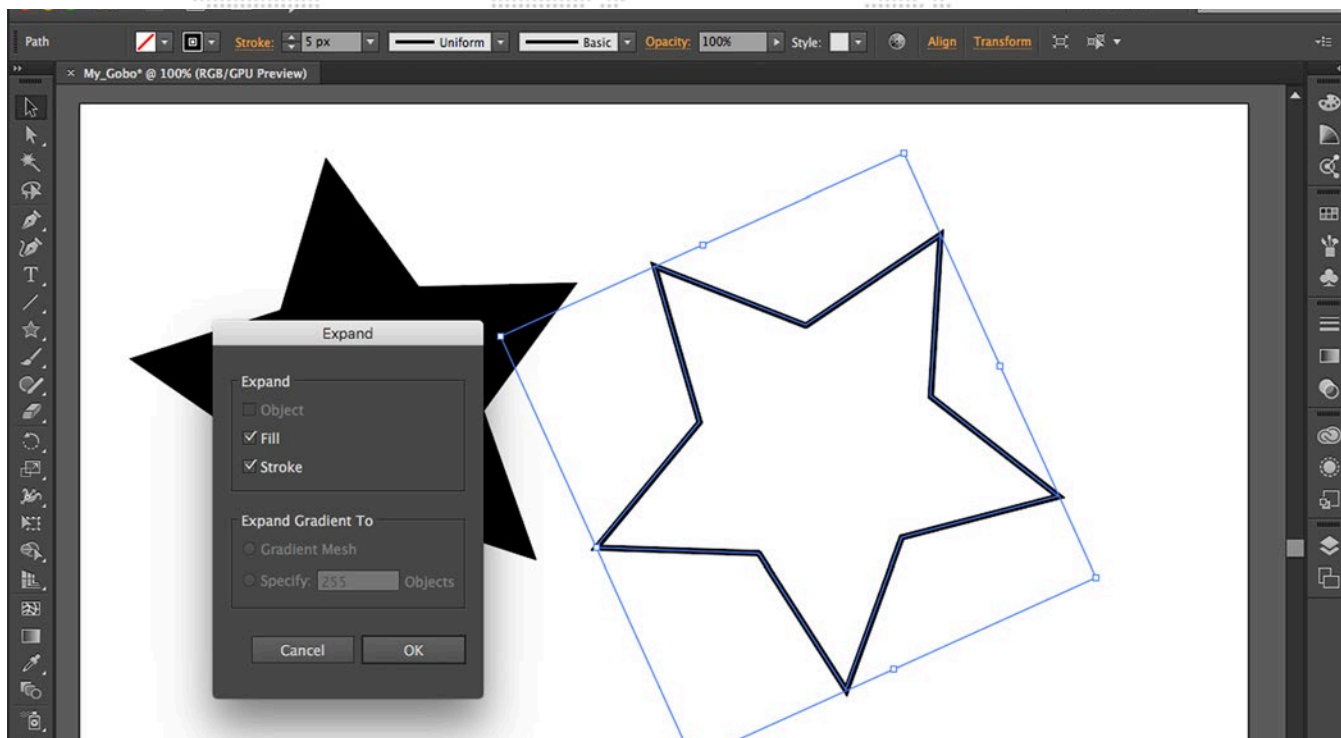 Path Stroke: 5 px Uniform Basic Opacity: 100% Style: Align Transform
× My_Gobo* @ 100% (RGB/GPU Preview)
Expand
Expand
Object
Fill
Stroke
Expand Gradient To
Gradient Mesh
Specify: 255 Objects
Cancel OK